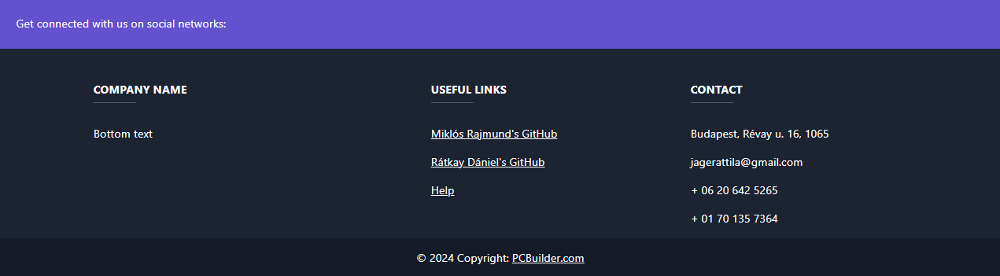 Get connected with us on social networks:
COMPANY NAME
Bottom text
USEFUL LINKS
Miklós Rajmund's GitHub
Rátkay Dániel's GitHub
Help
CONTACT
Budapest, Révay u. 16, 1065
jagerattila@gmail.com
+ 06 20 642 5265
+ 01 70 135 7364
© 2024 Copyright: PCBuilder.com